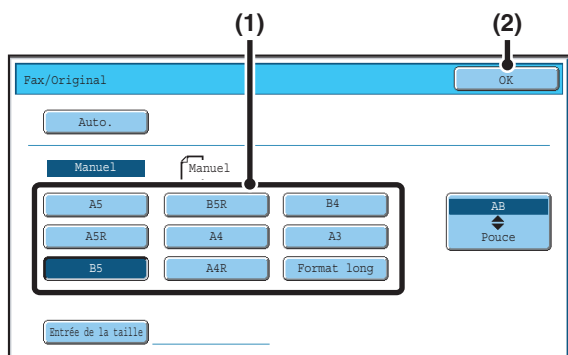 (1) (2)
Fax/Original OK
Auto.
Manuel Manuel
A5 B5R B4 AB
A5R A4 A3 Pouce
B5 A4R Format long
Entrée de la taille